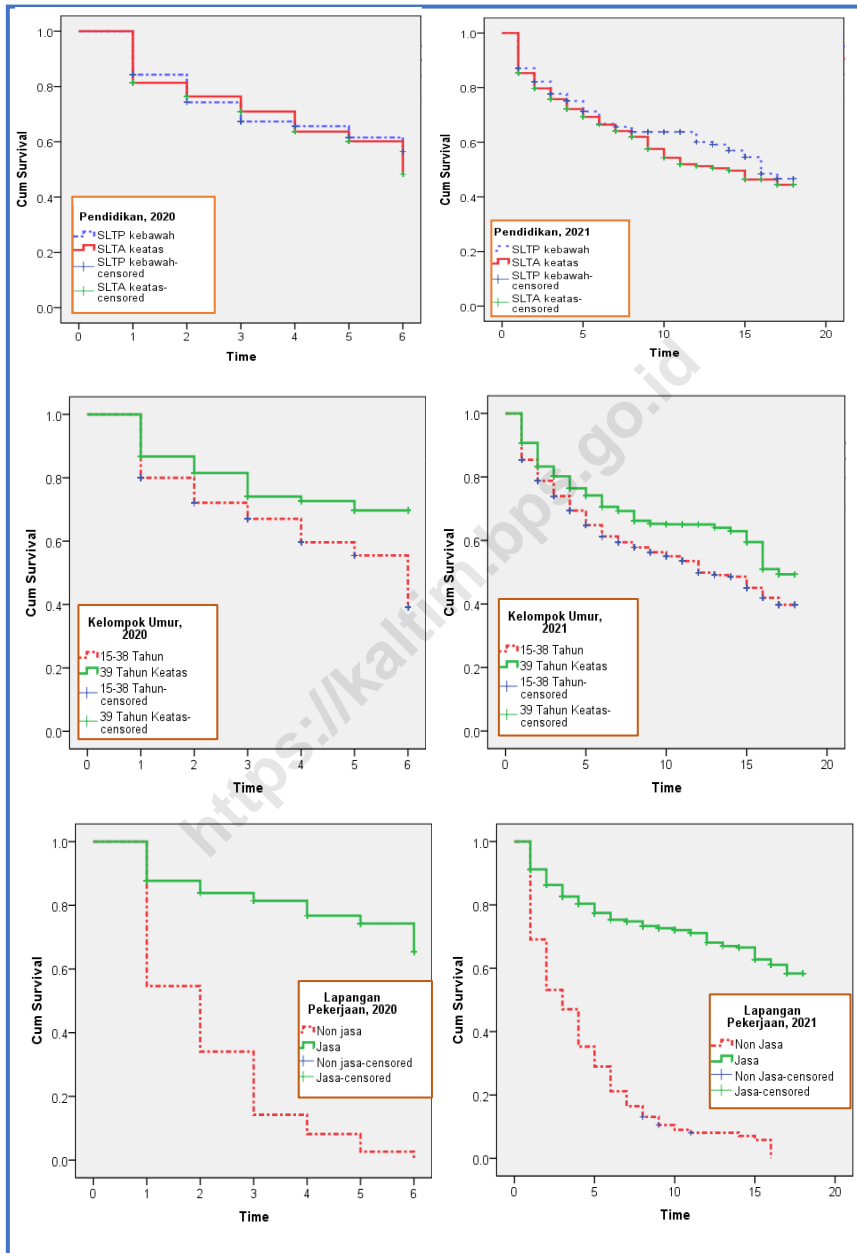 1.0
0.8
0.6
0.4
0.2
0.0
Cum Survival
Pendidikan, 2020
SLTP kebawah
SLTA keatas
SLTP kebawah-
censored
SLTA keatas-
censored
0 1 2 3 4 5 6
Time
1.0
0.8
0.6
0.4
0.2
0.0
Cum Survival
Pendidikan, 2021
SLTP kebawah
SLTA keatas
SLTP kebawah-
censored
SLTA keatas-
censored
0 5 10 15 20
Time
1.0
0.8
0.6
0.4
0.2
0.0
Cum Survival
Kelompok Umur,
2020
15-38 Tahun
39 Tahun Keatas
15-38 Tahun-
censored
39 Tahun Keatas-
censored
0 1 2 3 4 5 6
Time
1.0
0.8
0.6
0.4
0.2
0.0
Cum Survival
Kelompok Umur,
2021
15-38 Tahun
39 Tahun Keatas
15-38 Tahun-
censored
39 Tahun Keatas-
censored
0 5 10 15 20
Time
1.0
0.8
0.6
0.4
0.2
0.0
Cum Survival
Lapangan
Pekerjaan, 2020
Non jasa
Jasa
Non jasa-censored
Jasa-censored
0 1 2 3 4 5 6
Time
1.0
0.8
0.6
0.4
0.2
0.0
Cum Survival
Lapangan
Pekerjaan, 2021
Non Jasa
Jasa
Non Jasa-censored
Jasa-censored
0 5 10 15 20
Time
https://kaltim.bps.go.id